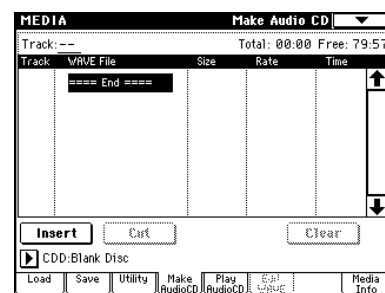 MEDIA Make Audio CD
Track:-- Total: 00:00 Free: 79:57
Track WAVE File Size Rate Time
==== End ====
Insert Cut Clear
CDD:Blank Disc
Load Save Utility Make AudioCD Play AudioCD Edit WAVE Media Info